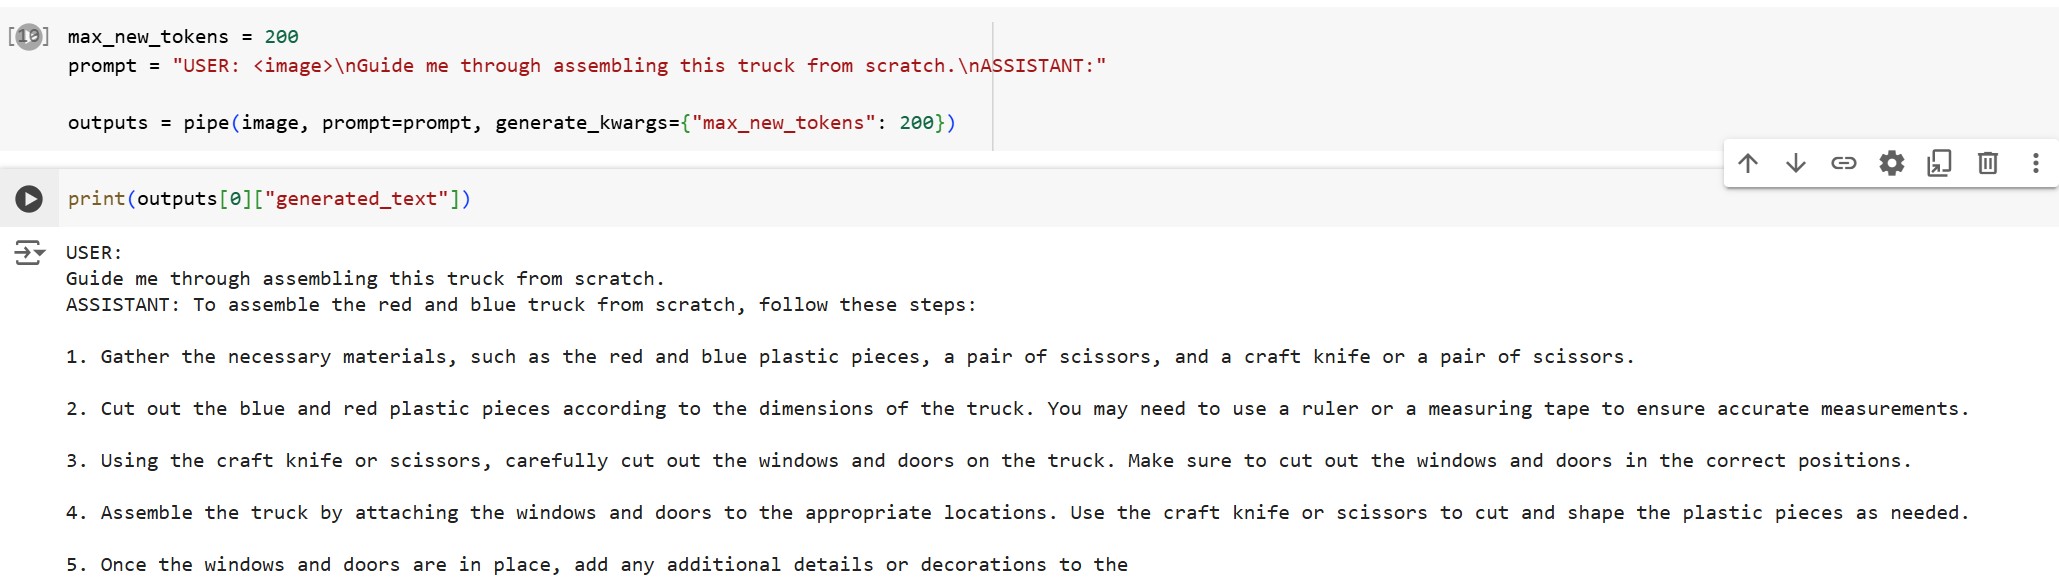 [10] max_new_tokens = 200
prompt = "USER: <image>\nGuide me through assembling this truck from scratch.\nASSISTANT:"
outputs = pipe(image, prompt=prompt, generate_kwargs={"max_new_tokens": 200})
print(outputs[0]["generated_text"])
USER:
Guide me through assembling this truck from scratch.
ASSISTANT: To assemble the red and blue truck from scratch, follow these steps:
1. Gather the necessary materials, such as the red and blue plastic pieces, a pair of scissors, and a craft knife or a pair of scissors.
2. Cut out the blue and red plastic pieces according to the dimensions of the truck. You may need to use a ruler or a measuring tape to ensure accurate measurements.
3. Using the craft knife or scissors, carefully cut out the windows and doors on the truck. Make sure to cut out the windows and doors in the correct positions.
4. Assemble the truck by attaching the windows and doors to the appropriate locations. Use the craft knife or scissors to cut and shape the plastic pieces as needed.
5. Once the windows and doors are in place, add any additional details or decorations to the